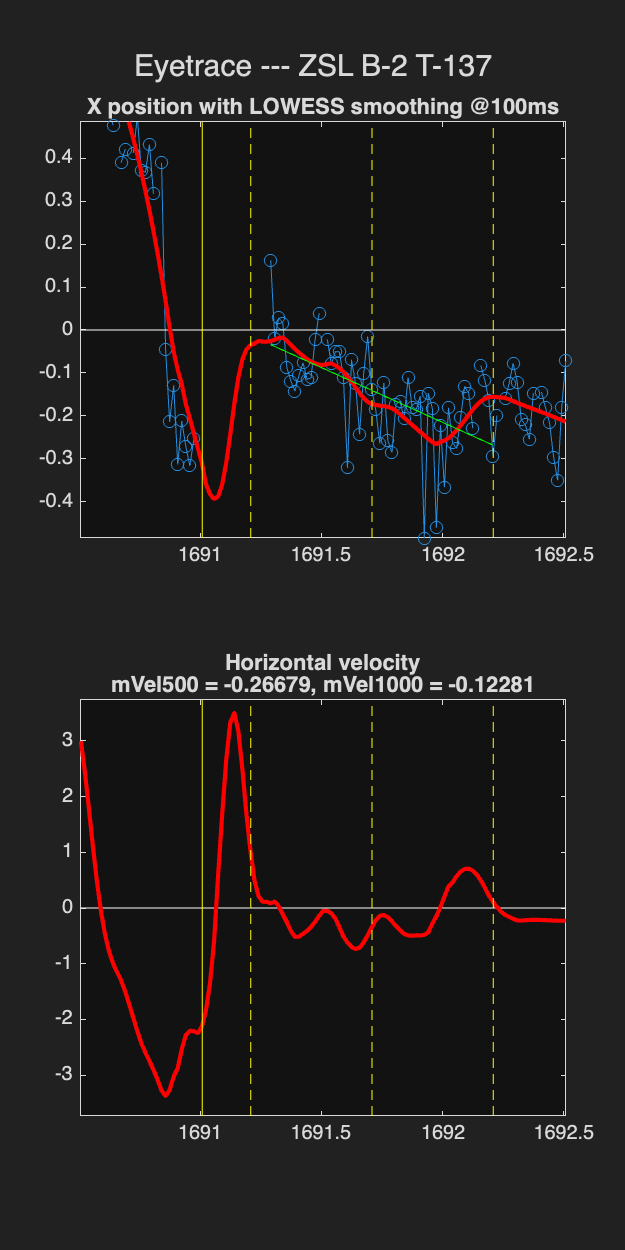 Eyetrace --- ZSL B-2 T-137
X position with LOWESS smoothing @100ms
0.4
0.3
0.2
0.1
0
-0.1
-0.2
-0.3
-0.4
1691 1691.5 1692 1692.5
Horizontal velocity
mVel500 = -0.26679, mVel1000 = -0.12281
3
2
1
0
-1
-2
-3
1691 1691.5 1692 1692.5